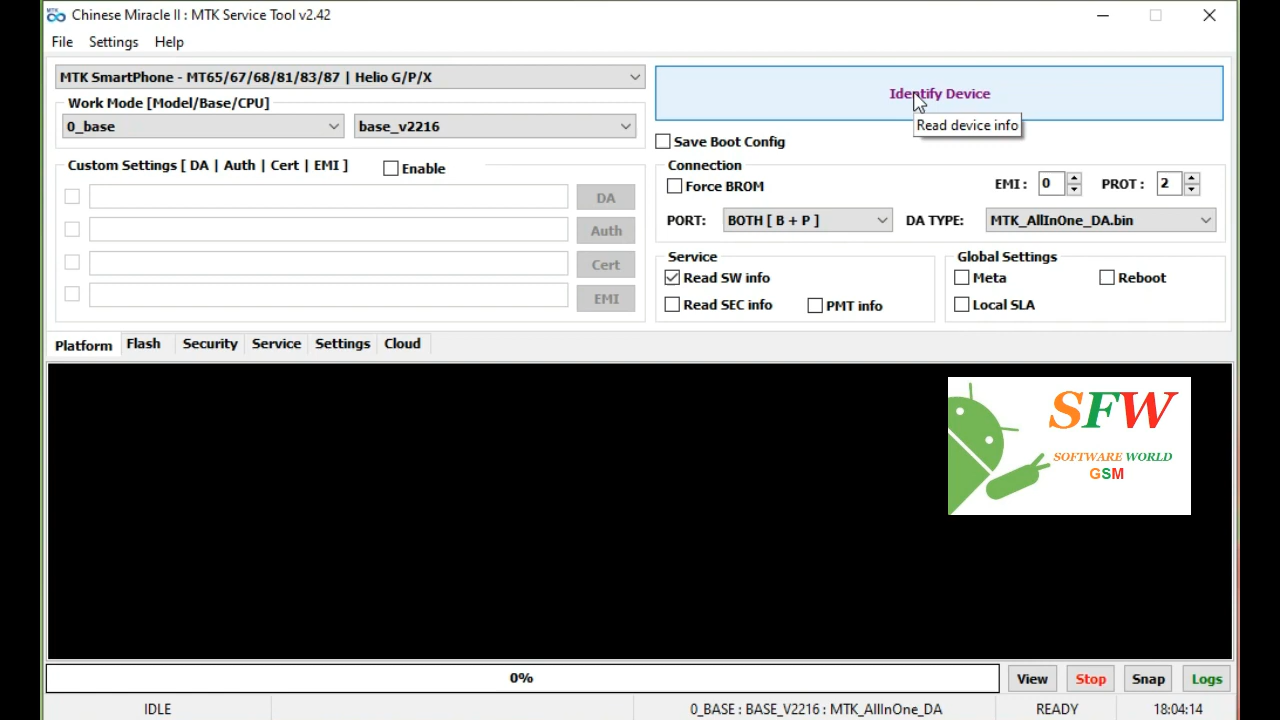 MTK Chinese Miracle II : MTK Service Tool v2.42
File Settings Help
MTK SmartPhone - MT65/67/68/81/83/87 | Helio G/P/X
Identify Device
Read device info
Work Mode [Model/Base/CPU]
0_base base_v2216
Save Boot Config
Custom Settings [ DA | Auth | Cert | EMI ] Enable
DA
Auth
Cert
EMI
Connection
Force BROM EMI : 0 PROT : 2
PORT: BOTH [ B + P ] DA TYPE: MTK_AllInOne_DA.bin
Service
Read SW info
Read SEC info PMT info
Global Settings
Meta Reboot
Local SLA
Platform Flash Security Service Settings Cloud
SFW
SOFTWARE WORLD
GSM
0% View Stop Snap Logs
IDLE 0_BASE : BASE_V2216 : MTK_AllInOne_DA READY 18:04:14